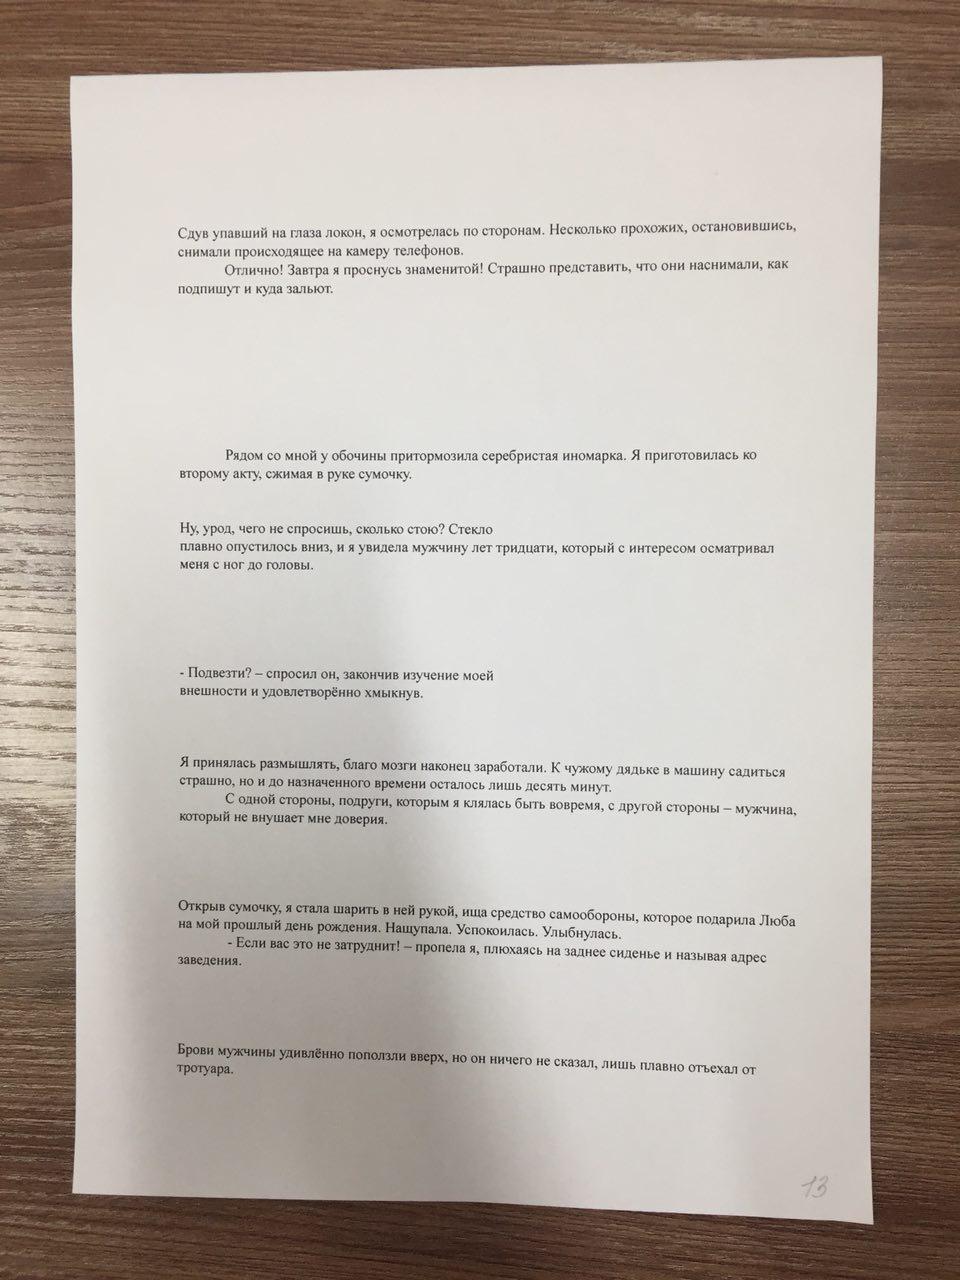 Сдув упавший на глаза локон, я осмотрелась по сторонам. Несколько прохожих, остановившись,
снимали происходящее на камеру телефонов.
Отлично! Завтра я проснусь знаменитой! Страшно представить, что они наснимали, как
подпишут и куда зальют.
Рядом со мной у обочины притормозила серебристая иномарка. Я приготовилась ко
второму акту, сжимая в руке сумочку.
Ну, урод, чего не спросишь, сколько стою? Стекло
плавно опустилось вниз, и я увидела мужчину лет тридцати, который с интересом осматривал
меня с ног до головы.
- Подвезти? – спросил он, закончив изучение моей
внешности и удовлетворённо хмыкнув.
Я принялась размышлять, благо мозги наконец заработали. К чужому дядьке в машину садиться
страшно, но и до назначенного времени осталось лишь десять минут.
С одной стороны, подруги, которым я клялась быть вовремя, с другой стороны – мужчина,
который не внушает мне доверия.
Открыв сумочку, я стала шарить в ней рукой, ища средство самообороны, которое подарила Люба
на мой прошлый день рождения. Нащупала. Успокоилась. Улыбнулась.
- Если вас это не затруднит! – пропела я, плюхаясь на заднее сиденье и называя адрес
заведения.
Брови мужчины удивлённо поползли вверх, но он ничего не сказал, лишь плавно отъехал от
тротуара.
13